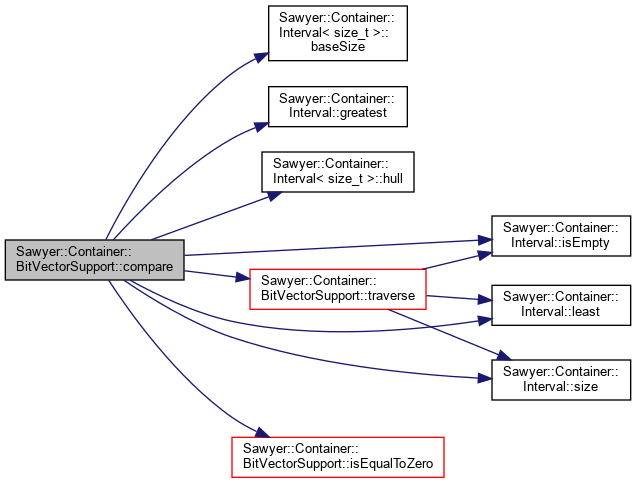 Sawyer::Container::
Interval< size_t >::
baseSize
Sawyer::Container::
Interval::greatest
Sawyer::Container::
Interval< size_t >::hull
Sawyer::Container::
BitVectorSupport::compare
Sawyer::Container::
Interval::isEmpty
Sawyer::Container::
BitVectorSupport::traverse
Sawyer::Container::
Interval::least
Sawyer::Container::
Interval::size
Sawyer::Container::
BitVectorSupport::isEqualToZero